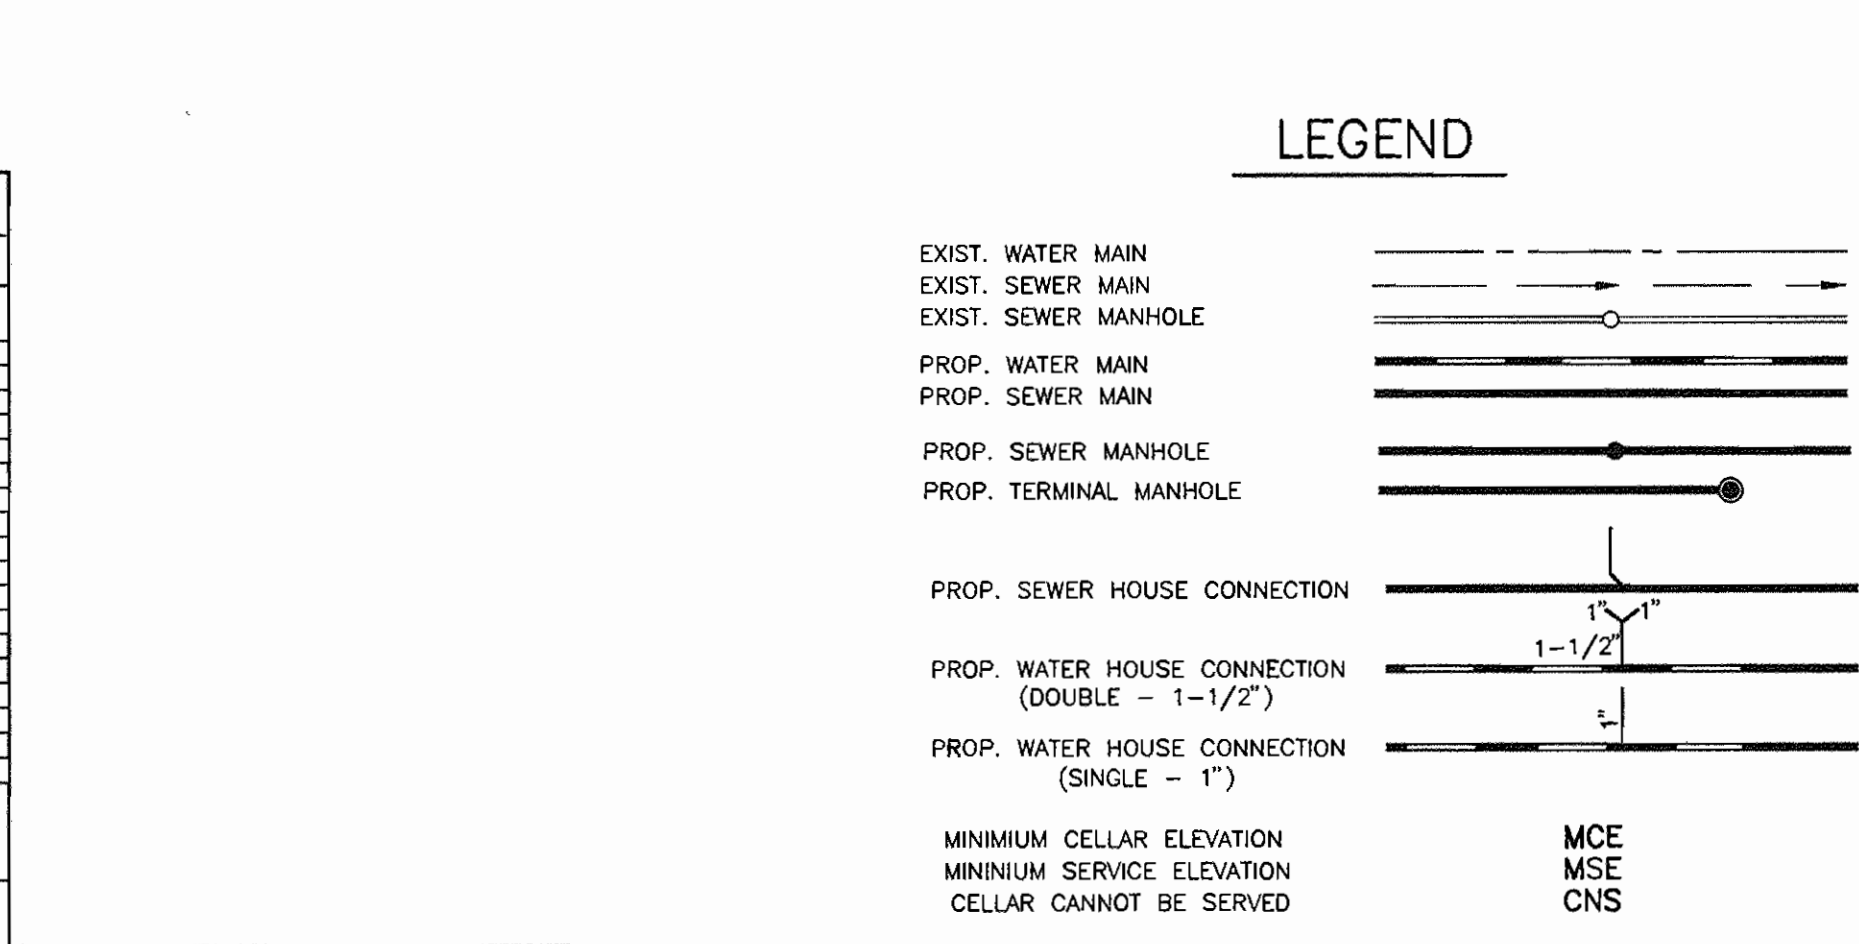 LEGEND
EXIST. WATER MAIN
EXIST. SEWER MAIN
EXIST. SEWER MANHOLE
PROP. WATER MAIN
PROP. SEWER MAIN
PROP. SEWER MANHOLE
PROP. TERMINAL MANHOLE
PROP. SEWER HOUSE CONNECTION
1" 1"
1-1/2"
PROP. WATER HOUSE CONNECTION
(DOUBLE - 1-1/2")
1"
PROP. WATER HOUSE CONNECTION
(SINGLE - 1")
MINIMIUM CELLAR ELEVATION MCE
MININIUM SERVICE ELEVATION MSE
CELLAR CANNOT BE SERVED CNS